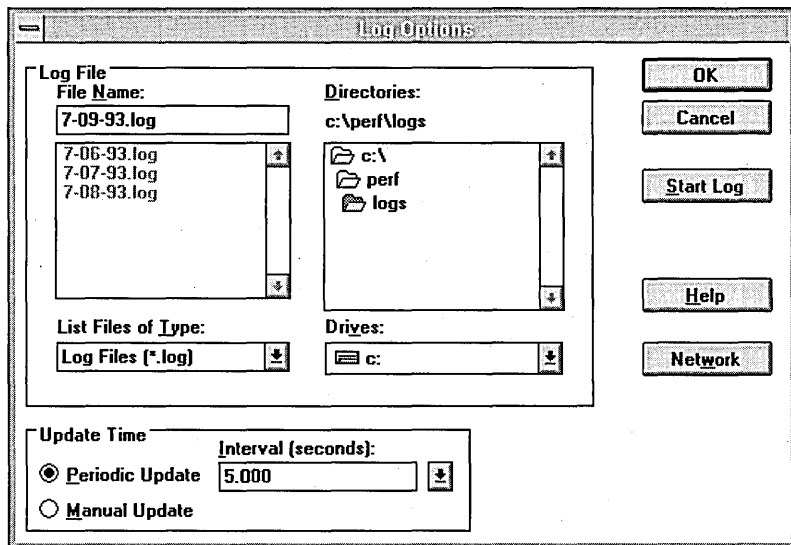 Log Options
Log File
File Name:
7-09-93.log
7-06-93.log
7-07-93.log
7-08-93.log
List Files of Type:
Log Files (*.log)
Directories:
c:\perf\logs
c:\
perf
logs
Drives:
c:
OK
Cancel
Start Log
Help
Network
Update Time
Periodic Update
Manual Update
Interval (seconds):
5.000